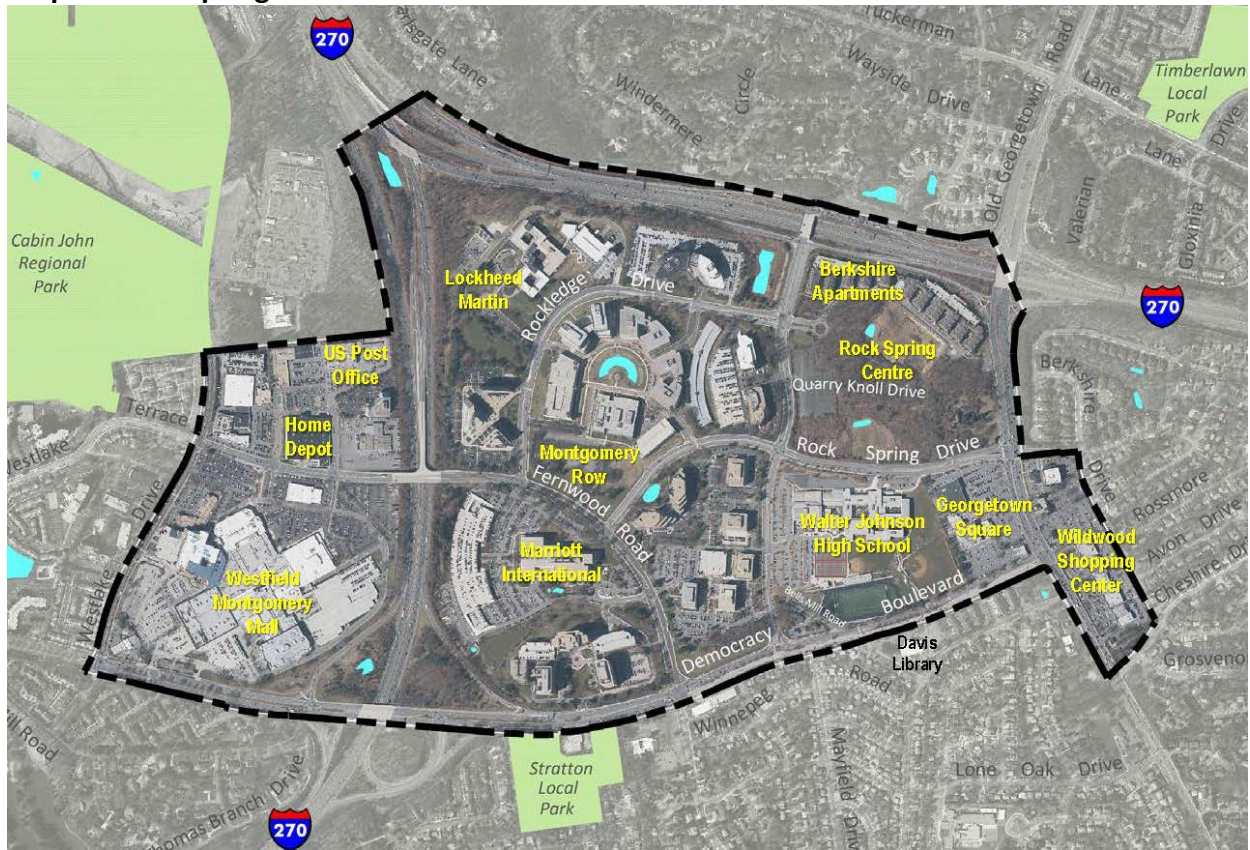 270
Tuckerman
Lane
Wayside Drive
Windermere
Circle
Old Georgetown Road
Timberlawn
Local
Park
Lane
Drive
Valerian
Gloxinia
Cabin John
Regional
Park
Lockheed
Martin
Rockledge
Drive
Berkshire
Apartments
270
US Post
Office
Rock Spring
Centre
Quarry Knoll Drive
Berkshire
Drive
Terrace
Westlake
Home
Depot
Montgomery
Row
Rock Spring Drive
Fernwood
Road
Walter Johnson
High School
Georgetown
Square
Wildwood
Shopping
Center
Rossmore
Drive
Avon
Cheshire
Marriott
International
Westfield
Montgomery
Mall
Westlake
Drive
Bells Mill Road
Boulevard
Democracy
Davis
Library
Winnepeg
Road
Mayfield
Lone Oak Drive
Stratton
Local
Park
Road
Thomas Branch Drive
270